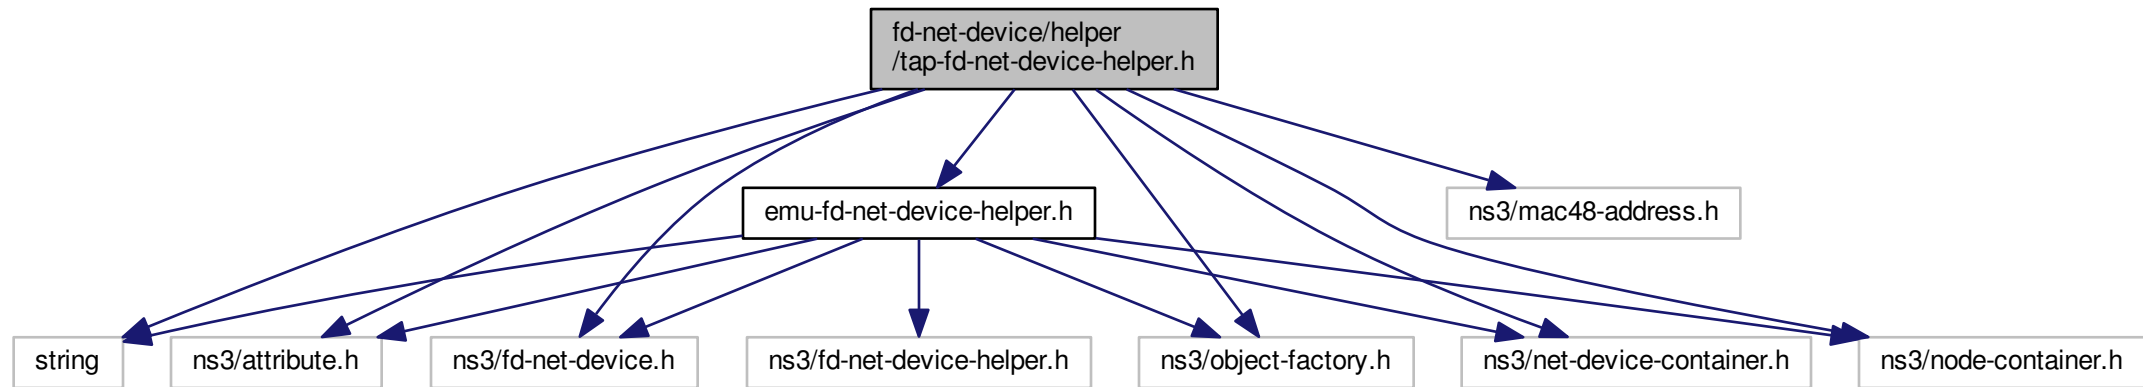 fd-net-device/helper
/tap-fd-net-device-helper.h
emu-fd-net-device-helper.h
ns3/mac48-address.h
string
ns3/attribute.h
ns3/fd-net-device.h
ns3/fd-net-device-helper.h
ns3/object-factory.h
ns3/net-device-container.h
ns3/node-container.h